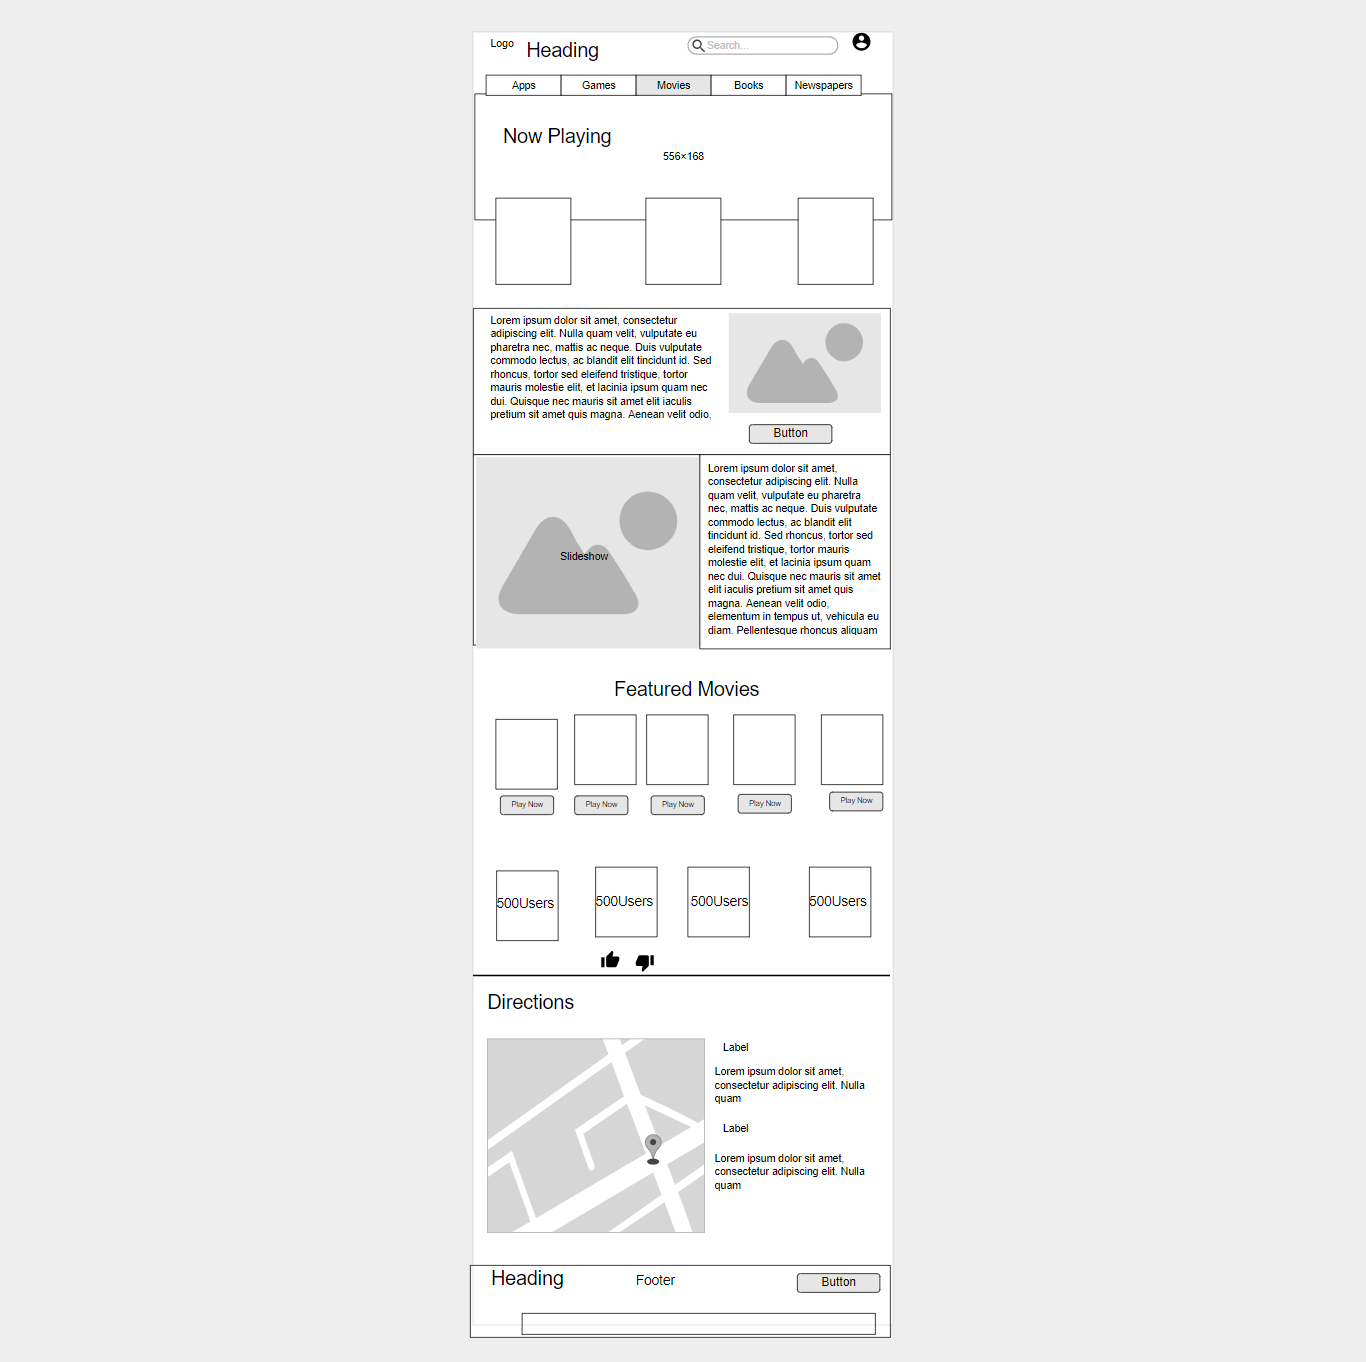 Logo
Heading
Search...
Apps
Games
Movies
Books
Newspapers
Now Playing
556×168
Lorem ipsum dolor sit amet, consectetur
adipiscing elit. Nulla quam velit, vulputate eu
pharetra nec, mattis ac neque. Duis vulputate
commodo lectus, ac blandit elit tincidunt id. Sed
rhoncus, tortor sed eleifend tristique, tortor
mauris molestie elit, et lacinia ipsum quam nec
dui. Quisque nec mauris sit amet elit iaculis
pretium sit amet quis magna. Aenean velit odio,
Button
Slideshow
Lorem ipsum dolor sit amet,
consectetur adipiscing elit. Nulla
quam velit, vulputate eu pharetra
nec, mattis ac neque. Duis vulputate
commodo lectus, ac blandit elit
tincidunt id. Sed rhoncus, tortor sed
eleifend tristique, tortor mauris
molestie elit, et lacinia ipsum quam
nec dui. Quisque nec mauris sit amet
elit iaculis pretium sit amet quis
magna. Aenean velit odio,
elementum in tempus ut, vehicula eu
diam. Pellentesque rhoncus aliquam
Featured Movies
Play Now
Play Now
Play Now
Play Now
Play Now
500Users
500Users
500Users
500Users
Directions
Label
Lorem ipsum dolor sit amet,
consectetur adipiscing elit. Nulla
quam
Label
Lorem ipsum dolor sit amet,
consectetur adipiscing elit. Nulla
quam
Heading
Footer
Button